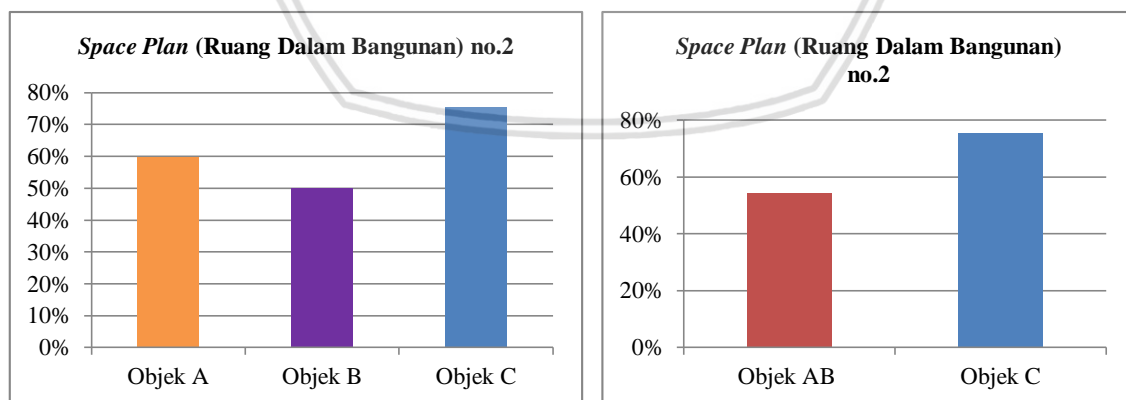 Space Plan (Ruang Dalam Bangunan) no.2
80%
70%
60%
50%
40%
30%
20%
10%
0%
Objek A Objek B Objek C
Space Plan (Ruang Dalam Bangunan)
no.2
80%
60%
40%
20%
0%
Objek AB Objek C